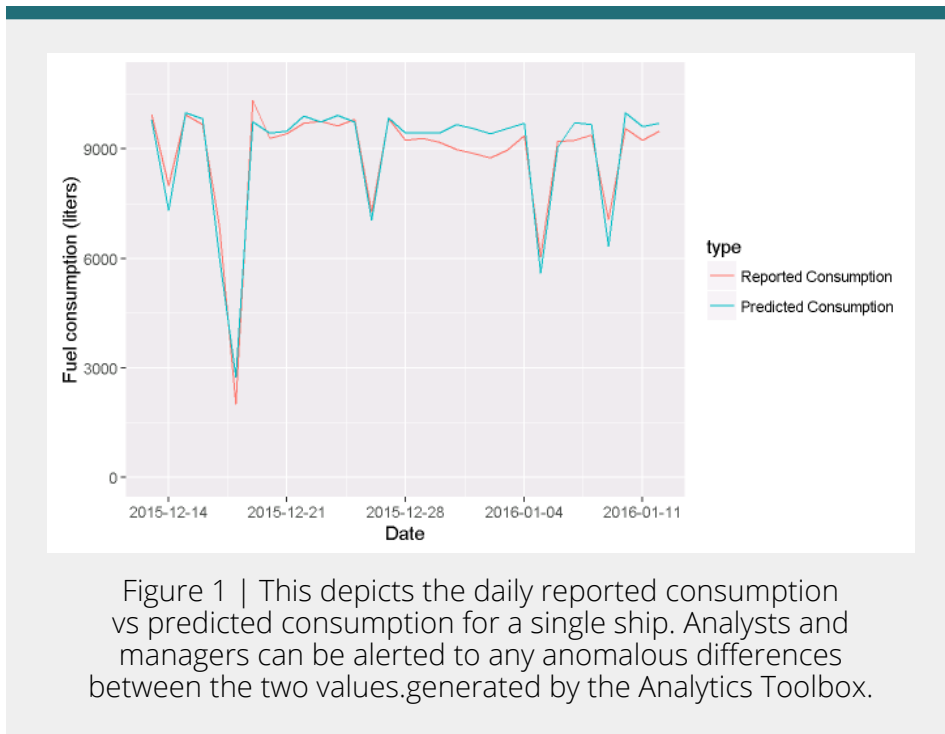 9000
6000
3000
0
Fuel consumption (liters)
2015-12-14 2015-12-21 2015-12-28 2016-01-04 2016-01-11
Date
type
Reported Consumption
Predicted Consumption
Figure 1 | This depicts the daily reported consumption
vs predicted consumption for a single ship. Analysts and
managers can be alerted to any anomalous differences
between the two values.generated by the Analytics Toolbox.